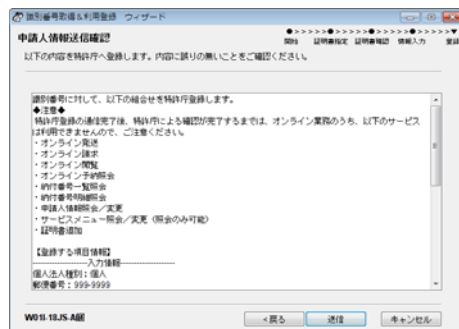 識別番号取得&利用登録 ウィザード
申請人情報送信確認
●>>>>>●>>>>>●>>>>>●>>>>>▼
開始 証明書指定 証明書確認 情報入力 登録
以下の内容を特許庁へ登録します。内容に誤りの無いことをご確認ください。
識別番号に対して、以下の組合せを特許庁登録します。
◆注意◆
特許庁登録の通信完了後、特許庁による確認が完了するまでは、オンライン業務のうち、以下のサービス
は利用できませんので、ご注意ください。
・オンライン発送
・オンライン請求
・オンライン閲覧
・オンライン予納照会
・納付番号一覧照会
・納付番号明細照会
・申請人情報照会/変更
・サービスメニュー照会/変更(照会のみ可能)
・証明書追加
【登録する項目情報】
--------------------入力情報--------------------
個人法人種別:個人
郵便番号:999-9999
W01I-18.JS-A画
<戻る 送信 キャンセル